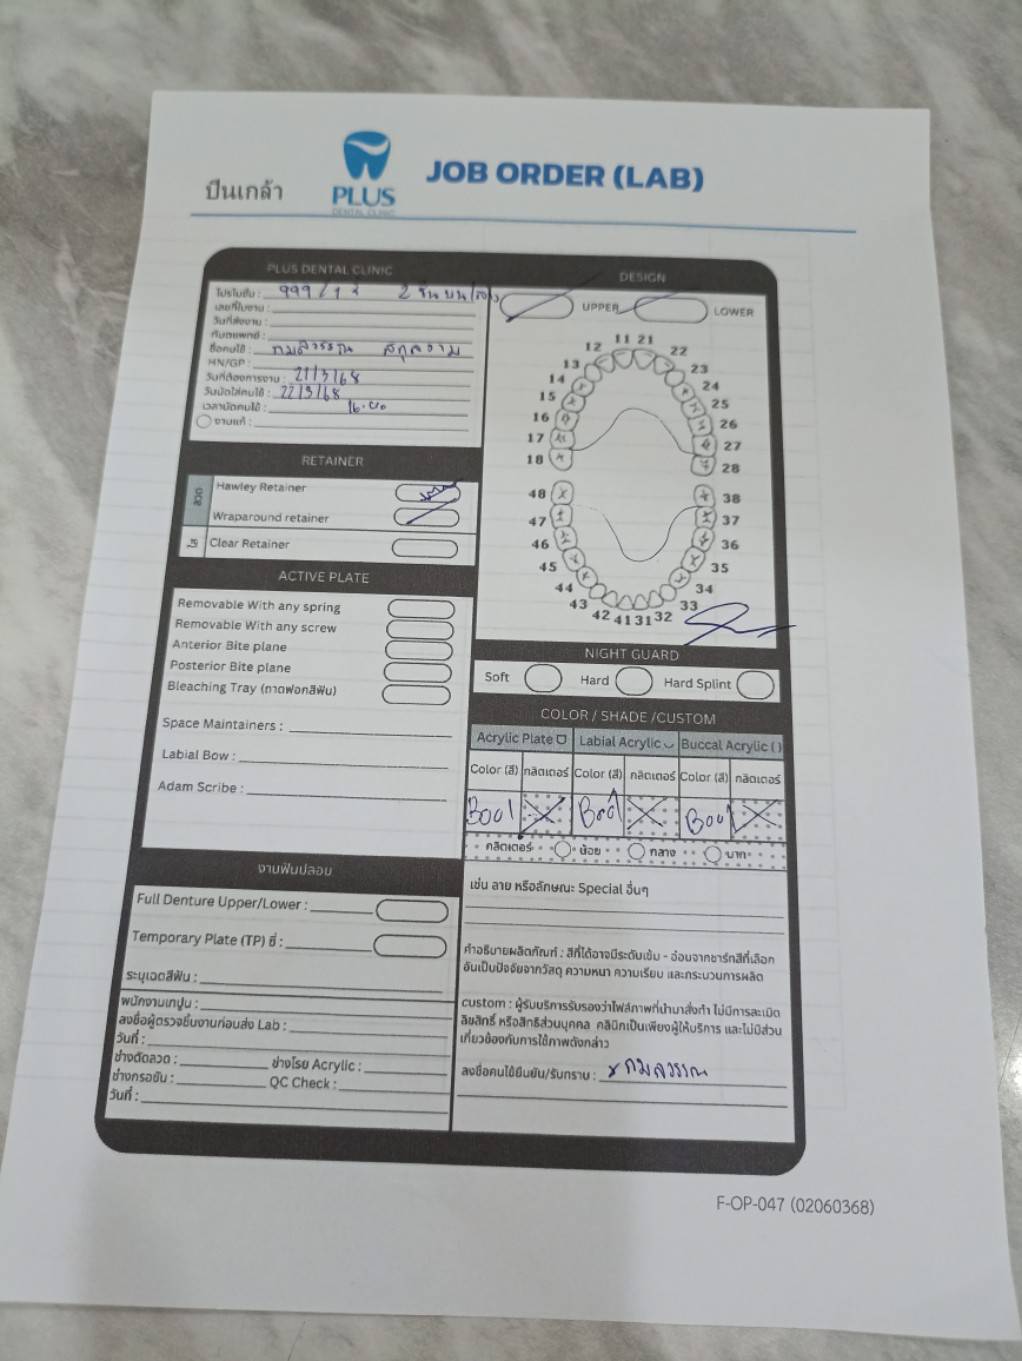 ปิ่นเกล้า
PLUS
DENTAL CLINIC
JOB ORDER (LAB)
PLUS DENTAL CLINIC
โปรโมชั่น : 999/1 2 ชิ้น บน/ล่าง
เลขที่ใบงาน :
วันที่ส่งงาน :
ทันตแพทย์ :
ชื่อคนไข้ : กมลวรรณ
HN/GP :
วันที่ต้องการงาน : 21/3/68
วันนัดใส่คนไข้ : 22/3/68
เวลานัดคนไข้ : 16.00
งานแก้ :
RETAINER
ลวด
Hawley Retainer
Wraparound retainer
ใส
Clear Retainer
ACTIVE PLATE
Removable With any spring
Removable With any screw
Anterior Bite plane
Posterior Bite plane
Bleaching Tray (ถาดฟอกสีฟัน)
Space Maintainers :
Labial Bow :
Adam Scribe :
งานฟันปลอม
Full Denture Upper/Lower :
Temporary Plate (TP) ซี่ :
ระบุเฉดสีฟัน :
พนักงานเทปูน :
ลงชื่อผู้ตรวจชิ้นงานก่อนส่ง Lab :
วันที่ :
ช่างดัดลวด : ช่างโรย Acrylic :
ช่างกรอขัด : QC Check :
วันที่ :
DESIGN
UPPER LOWER
11 21
12 22
13 23
14 24
15 25
16 26
17 27
18 28
48 38
47 37
46 36
45 35
44 34
43 33
42 41 31 32
NIGHT GUARD
Soft Hard Hard Splint
COLOR / SHADE /CUSTOM
Acrylic Plate Labial Acrylic Buccal Acrylic ( )
Color (สี) กลิตเตอร์ Color (สี) กลิตเตอร์ Color (สี) กลิตเตอร์
B001 B001 B001
กลิตเตอร์ น้อย กลาง มาก
เช่น ลาย หรือลักษณะ Special อื่นๆ
คำอธิบายผลิตภัณฑ์ : สีที่ได้อาจมีระดับเข้ม - อ่อนจากชาร์ทสีที่เลือก
อันเป็นปัจจัยจากวัสดุ ความหนา ความเรียบ และกระบวนการผลิต
custom : ผู้รับบริการรับรองว่าไฟล์ภาพที่นำมาสั่งทำ ไม่มีการละเมิด
ลิขสิทธิ์ หรือสิทธิส่วนบุคคล คลินิกเป็นเพียงผู้ให้บริการ และไม่มีส่วน
เกี่ยวข้องกับการใช้ภาพดังกล่าว
ลงชื่อคนไข้ยืนยัน/รับทราบ : x กมลวรรณ
F-OP-047 (02060368)